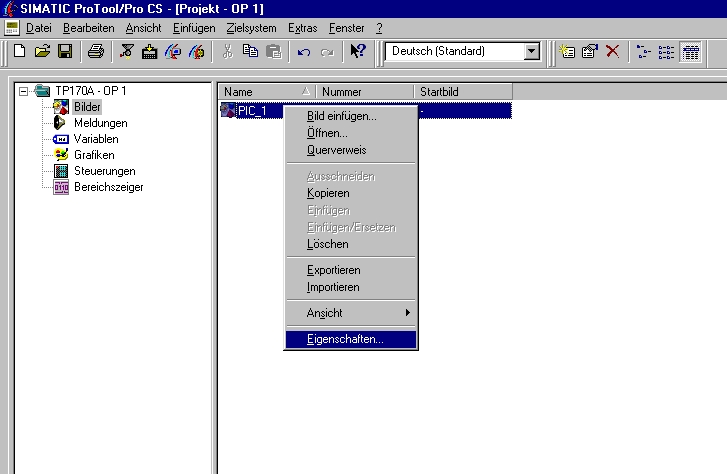 SIMATIC ProTool/Pro CS - [Projekt - OP 1]
Datei Bearbeiten Ansicht Einfügen Zielsystem Extras Fenster ?
Deutsch (Standard)
TP170A - OP 1
Bilder
Meldungen
Variablen
Grafiken
Steuerungen
Bereichszeiger
Name Nummer Startbild
PIC_1 -
Bild einfügen...
Öffnen...
Querverweis
Ausschneiden
Kopieren
Einfügen
Einfügen/Ersetzen
Löschen
Exportieren
Importieren
Ansicht
Eigenschaften...